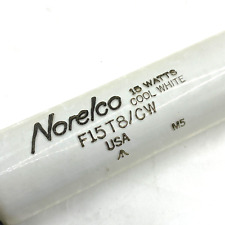 Norelco
15 WATTS
COOL WHITE
F15T8/CW
USA
M5